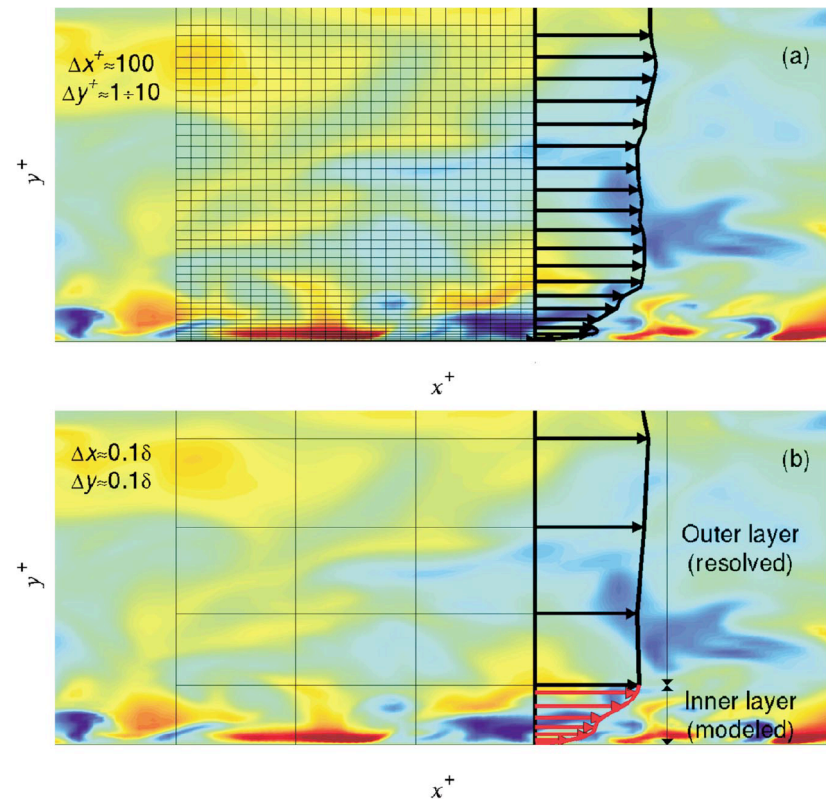 Δx⁺≈100
Δy⁺≈1÷10
(a)
y⁺
x⁺
Δx≈0.1δ
Δy≈0.1δ
(b)
Outer layer
(resolved)
y⁺
Inner layer
(modeled)
x⁺